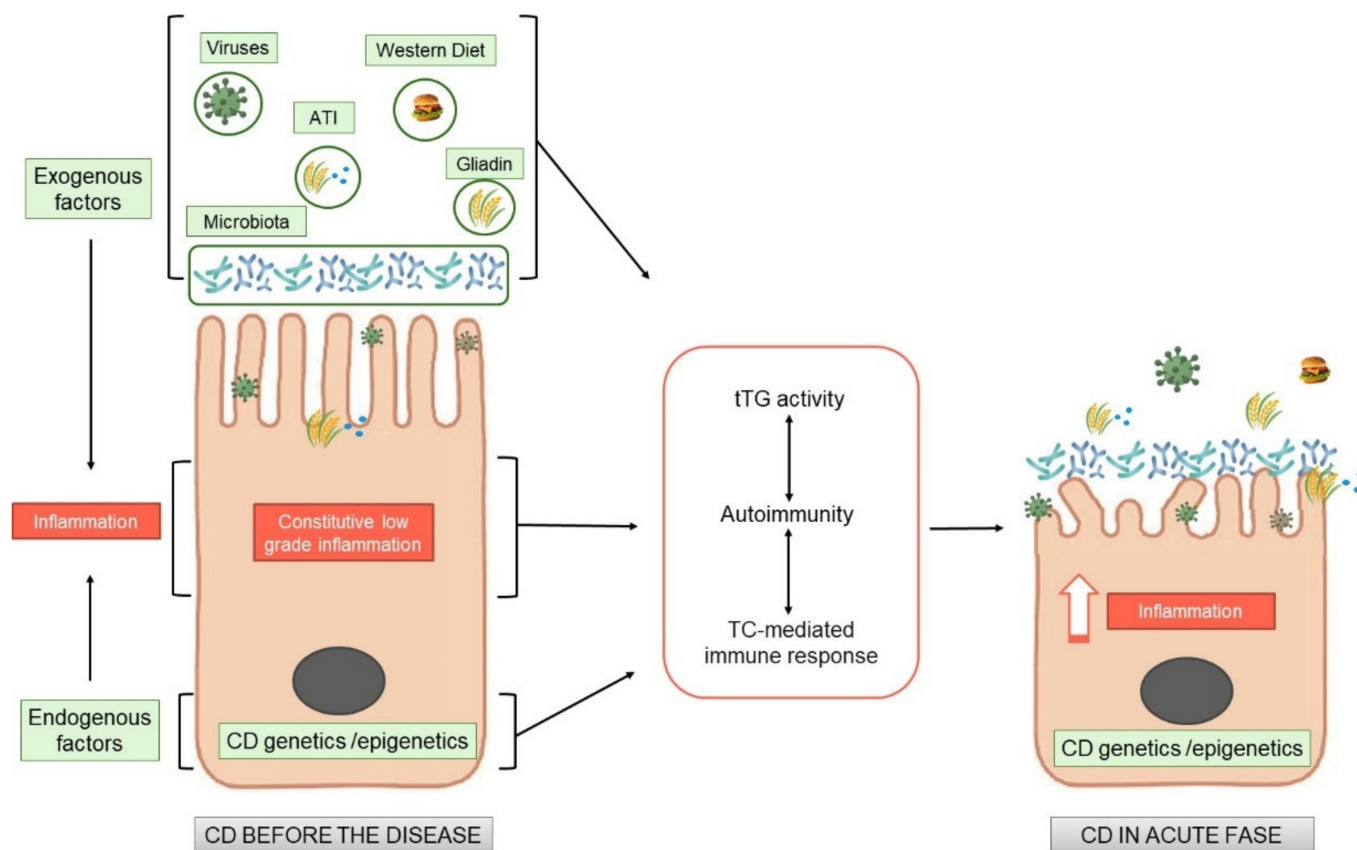 Viruses
Western Diet
ATI
Gliadin
Microbiota
Exogenous
factors
Inflammation
Endogenous
factors
Constitutive low
grade inflammation
CD genetics /epigenetics
CD BEFORE THE DISEASE
tTG activity
Autoimmunity
TC-mediated
immune response
Inflammation
CD genetics /epigenetics
CD IN ACUTE FASE